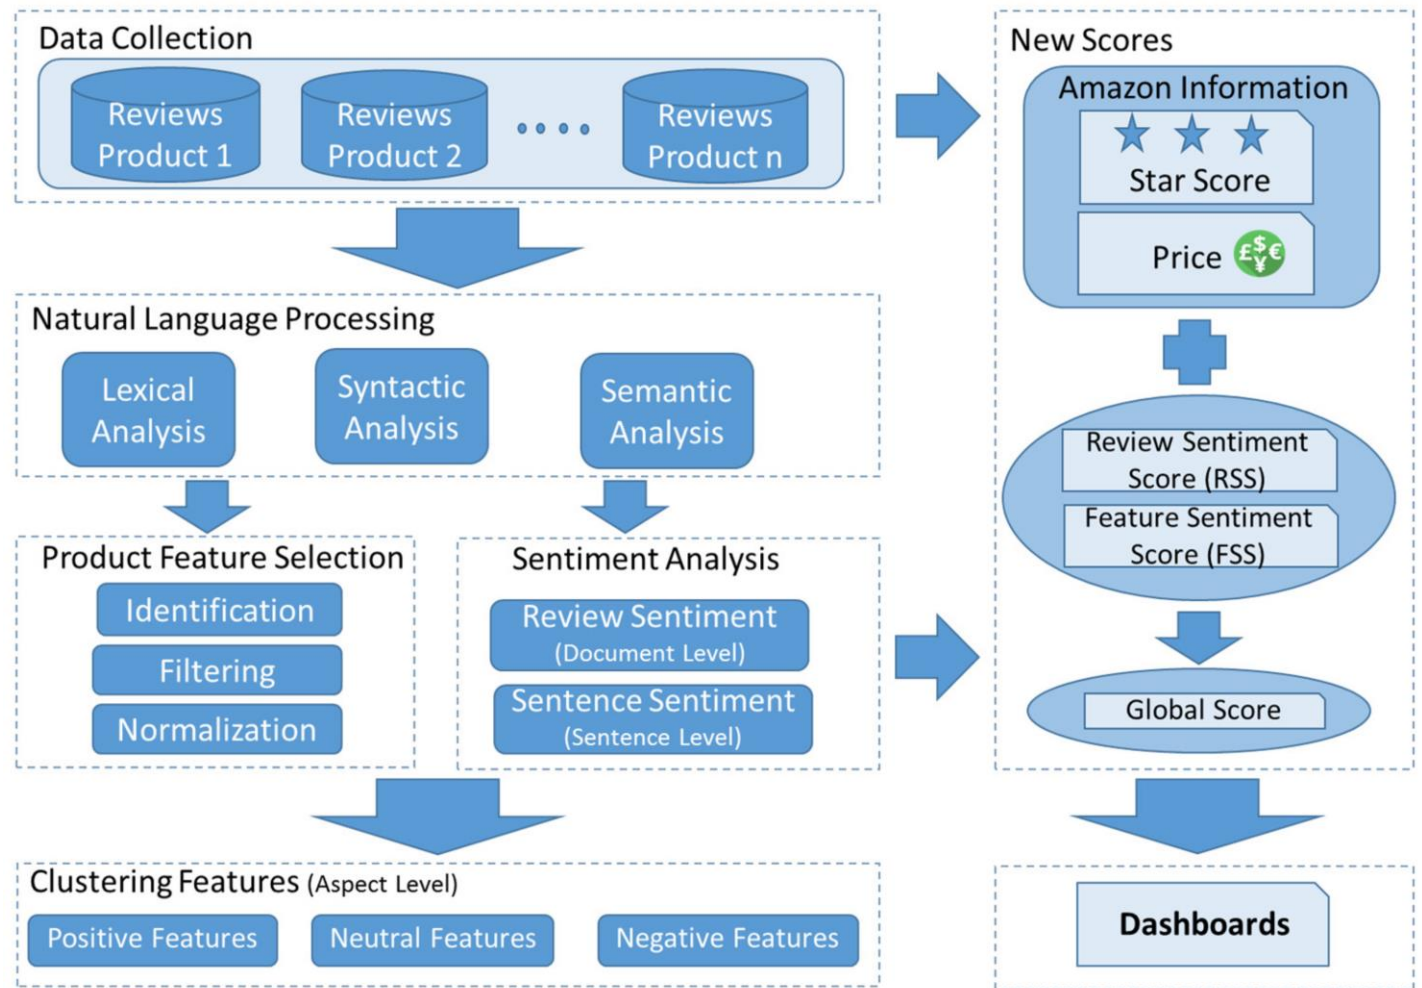 Data Collection
Reviews
Product 1
Reviews
Product 2
Reviews
Product n
Natural Language Processing
Lexical
Analysis
Syntactic
Analysis
Semantic
Analysis
Product Feature Selection
Identification
Filtering
Normalization
Sentiment Analysis
Review Sentiment
(Document Level)
Sentence Sentiment
(Sentence Level)
Clustering Features (Aspect Level)
Positive Features
Neutral Features
Negative Features
New Scores
Amazon Information
Star Score
Price £$€¥
Review Sentiment
Score (RSS)
Feature Sentiment
Score (FSS)
Global Score
Dashboards